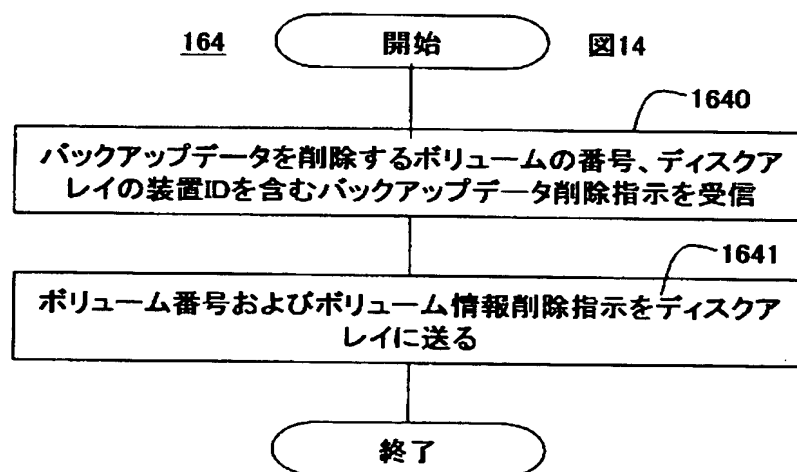 164
開始
図14
1640
バックアップデータを削除するボリュームの番号、ディスクア
レイの装置IDを含むバックアップデータ削除指示を受信
1641
ボリューム番号およびボリューム情報削除指示をディスクア
レイに送る
終了